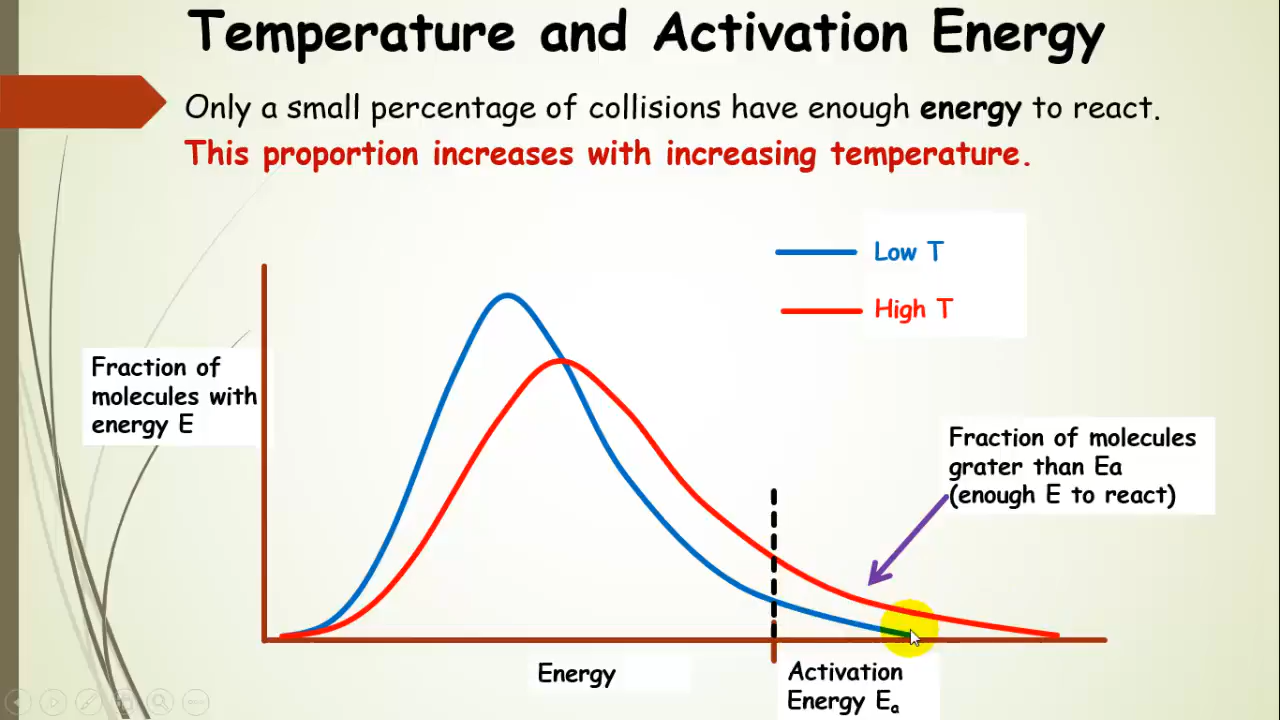 Temperature and Activation Energy
Only a small percentage of collisions have enough energy to react.
This proportion increases with increasing temperature.
Low T
High T
Fraction of
molecules with
energy E
Fraction of molecules
grater than Ea
(enough E to react)
Energy
Activation
Energy Eₐ